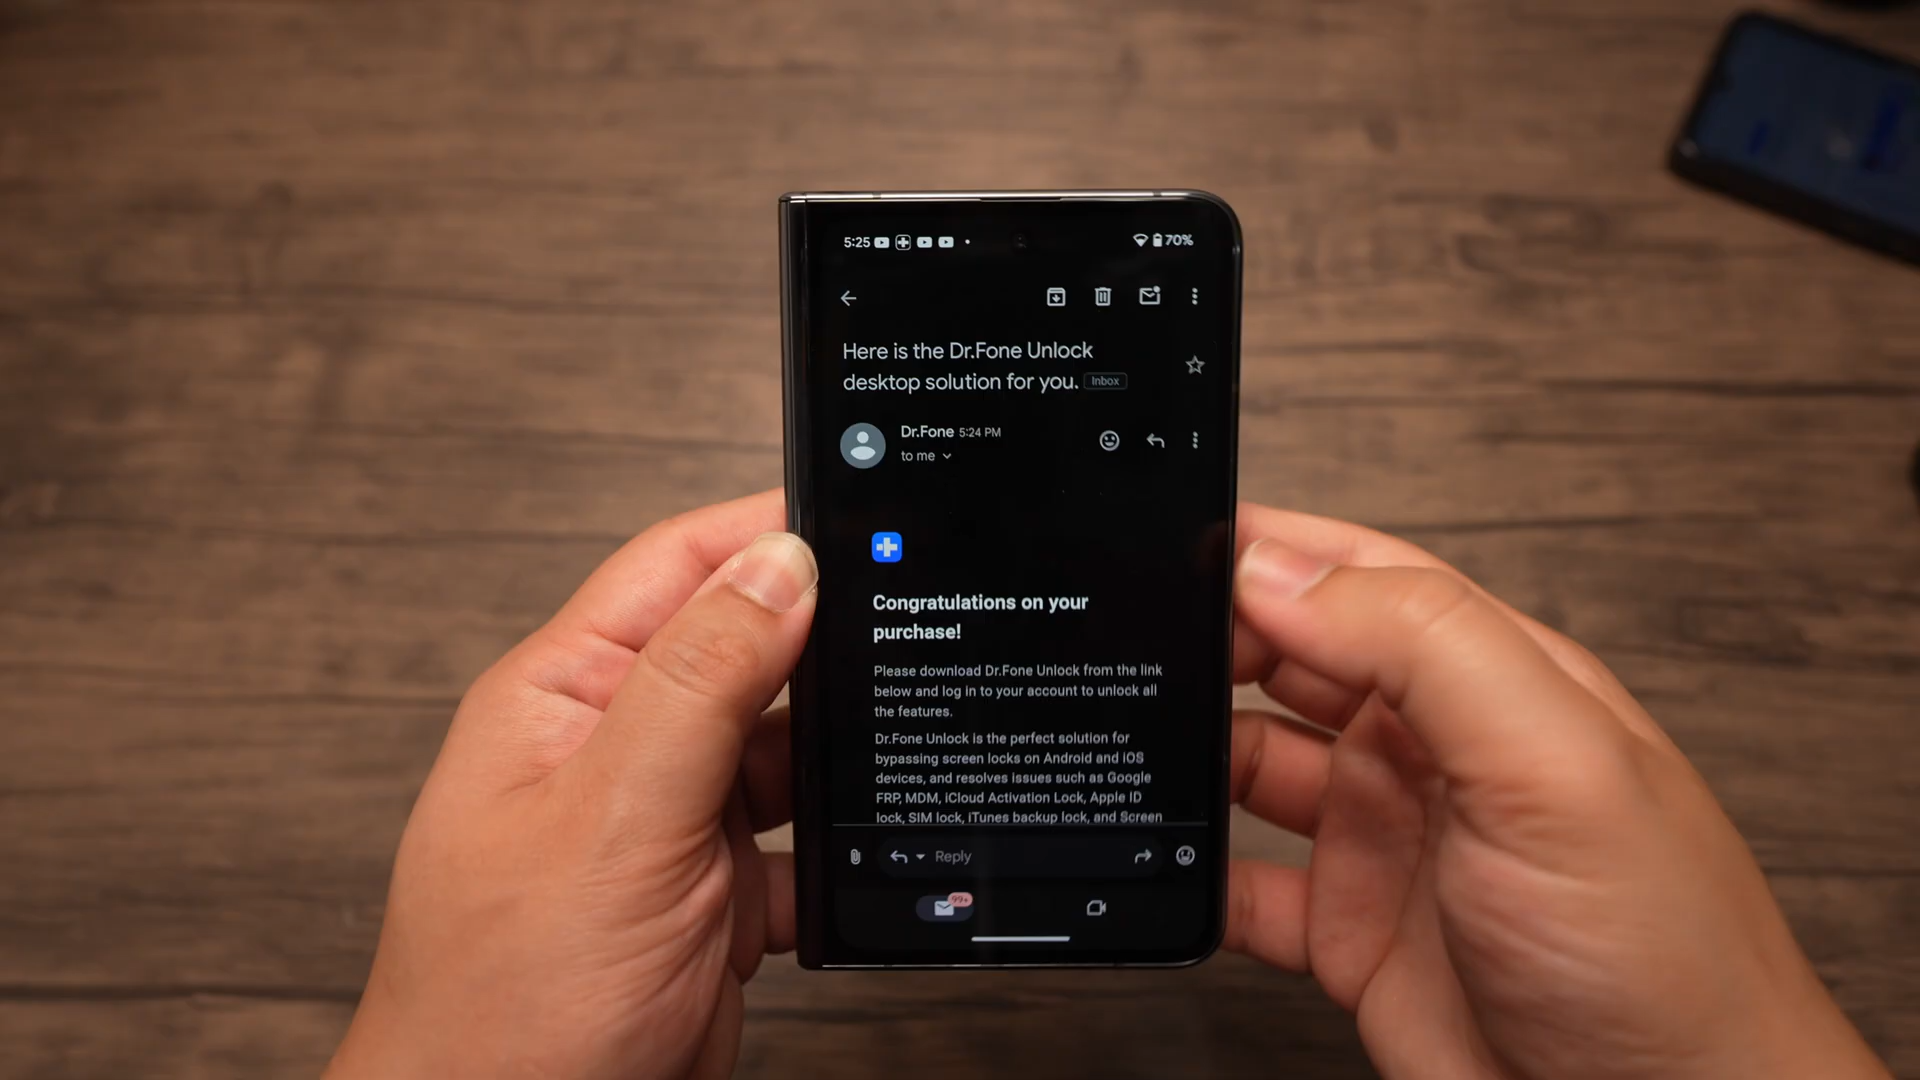 5:25
70%
Here is the Dr.Fone Unlock
desktop solution for you. Inbox
Dr.Fone 5:24 PM
to me
Congratulations on your
purchase!
Please download Dr.Fone Unlock from the link
below and log in to your account to unlock all
the features.
Dr.Fone Unlock is the perfect solution for
bypassing screen locks on Android and iOS
devices, and resolves issues such as Google
FRP, MDM, iCloud Activation Lock, Apple ID
lock, SIM lock, iTunes backup lock, and Screen
Reply
99+